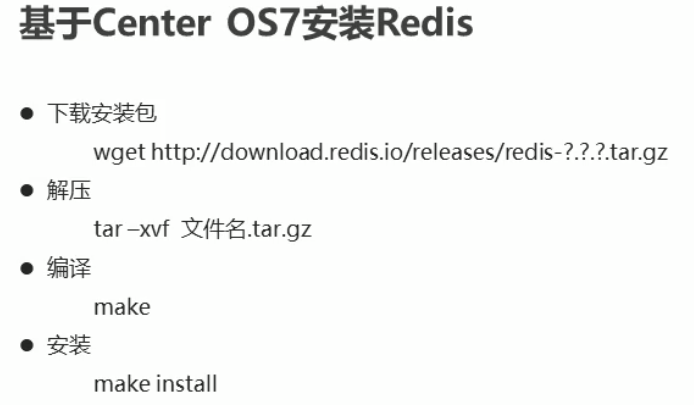 基于Center OS7安装Redis
● 下载安装包
wget http://download.redis.io/releases/redis-?.?.?.tar.gz
● 解压
tar –xvf 文件名.tar.gz
● 编译
make
● 安装
make install